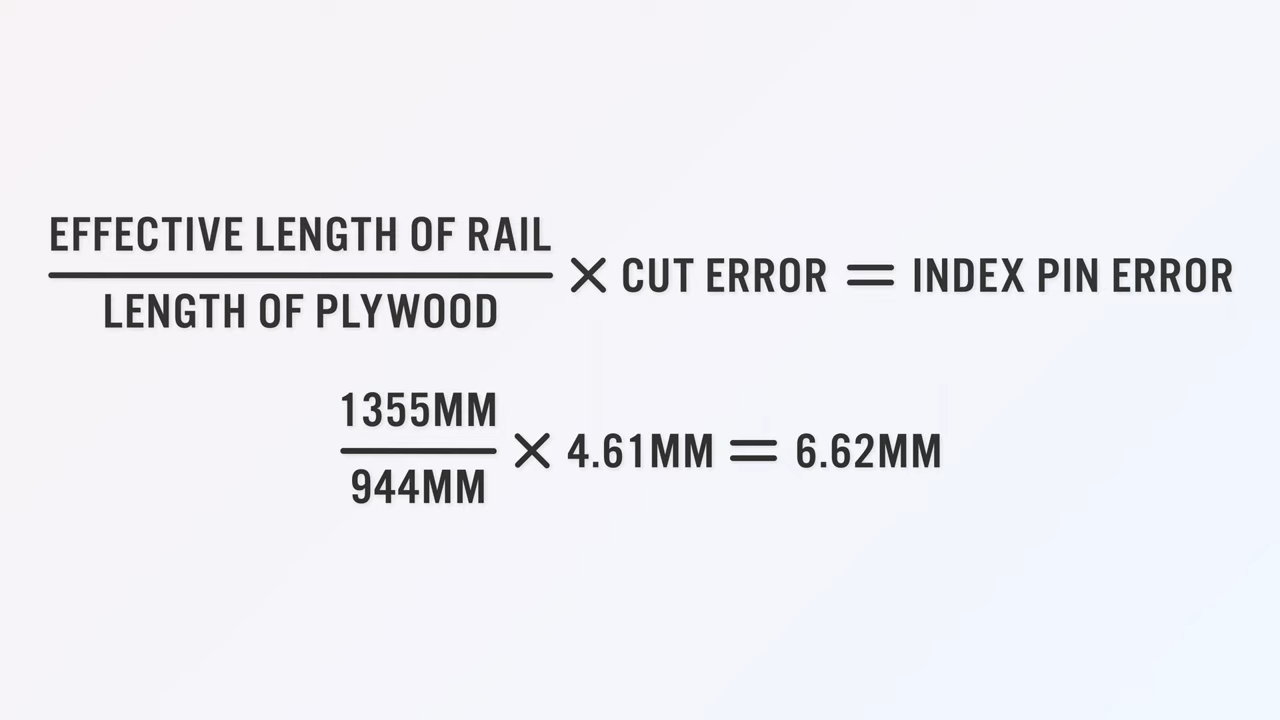 EFFECTIVE LENGTH OF RAIL
LENGTH OF PLYWOOD
× CUT ERROR = INDEX PIN ERROR
1355MM
944MM
× 4.61MM = 6.62MM